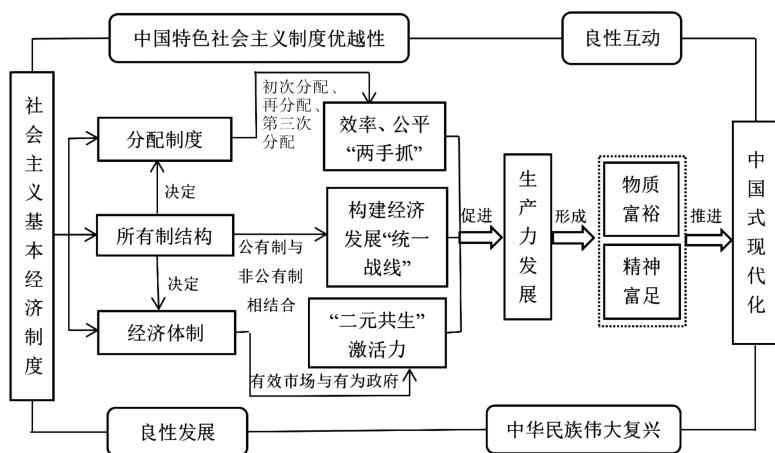 中国特色社会主义制度优越性
良性互动
社会主义基本经济制度
初次分配、
再分配、
第三次
分配
分配制度
效率、公平
“两手抓”
决定
所有制结构
公有制与
非公有制
相结合
构建经济
发展“统一
战线”
决定
经济体制
“二元共生”
激活力
有效市场与有为政府
促进
生产力发展
形成
物质
富裕
精神
富足
推进
中国式现代化
良性发展
中华民族伟大复兴